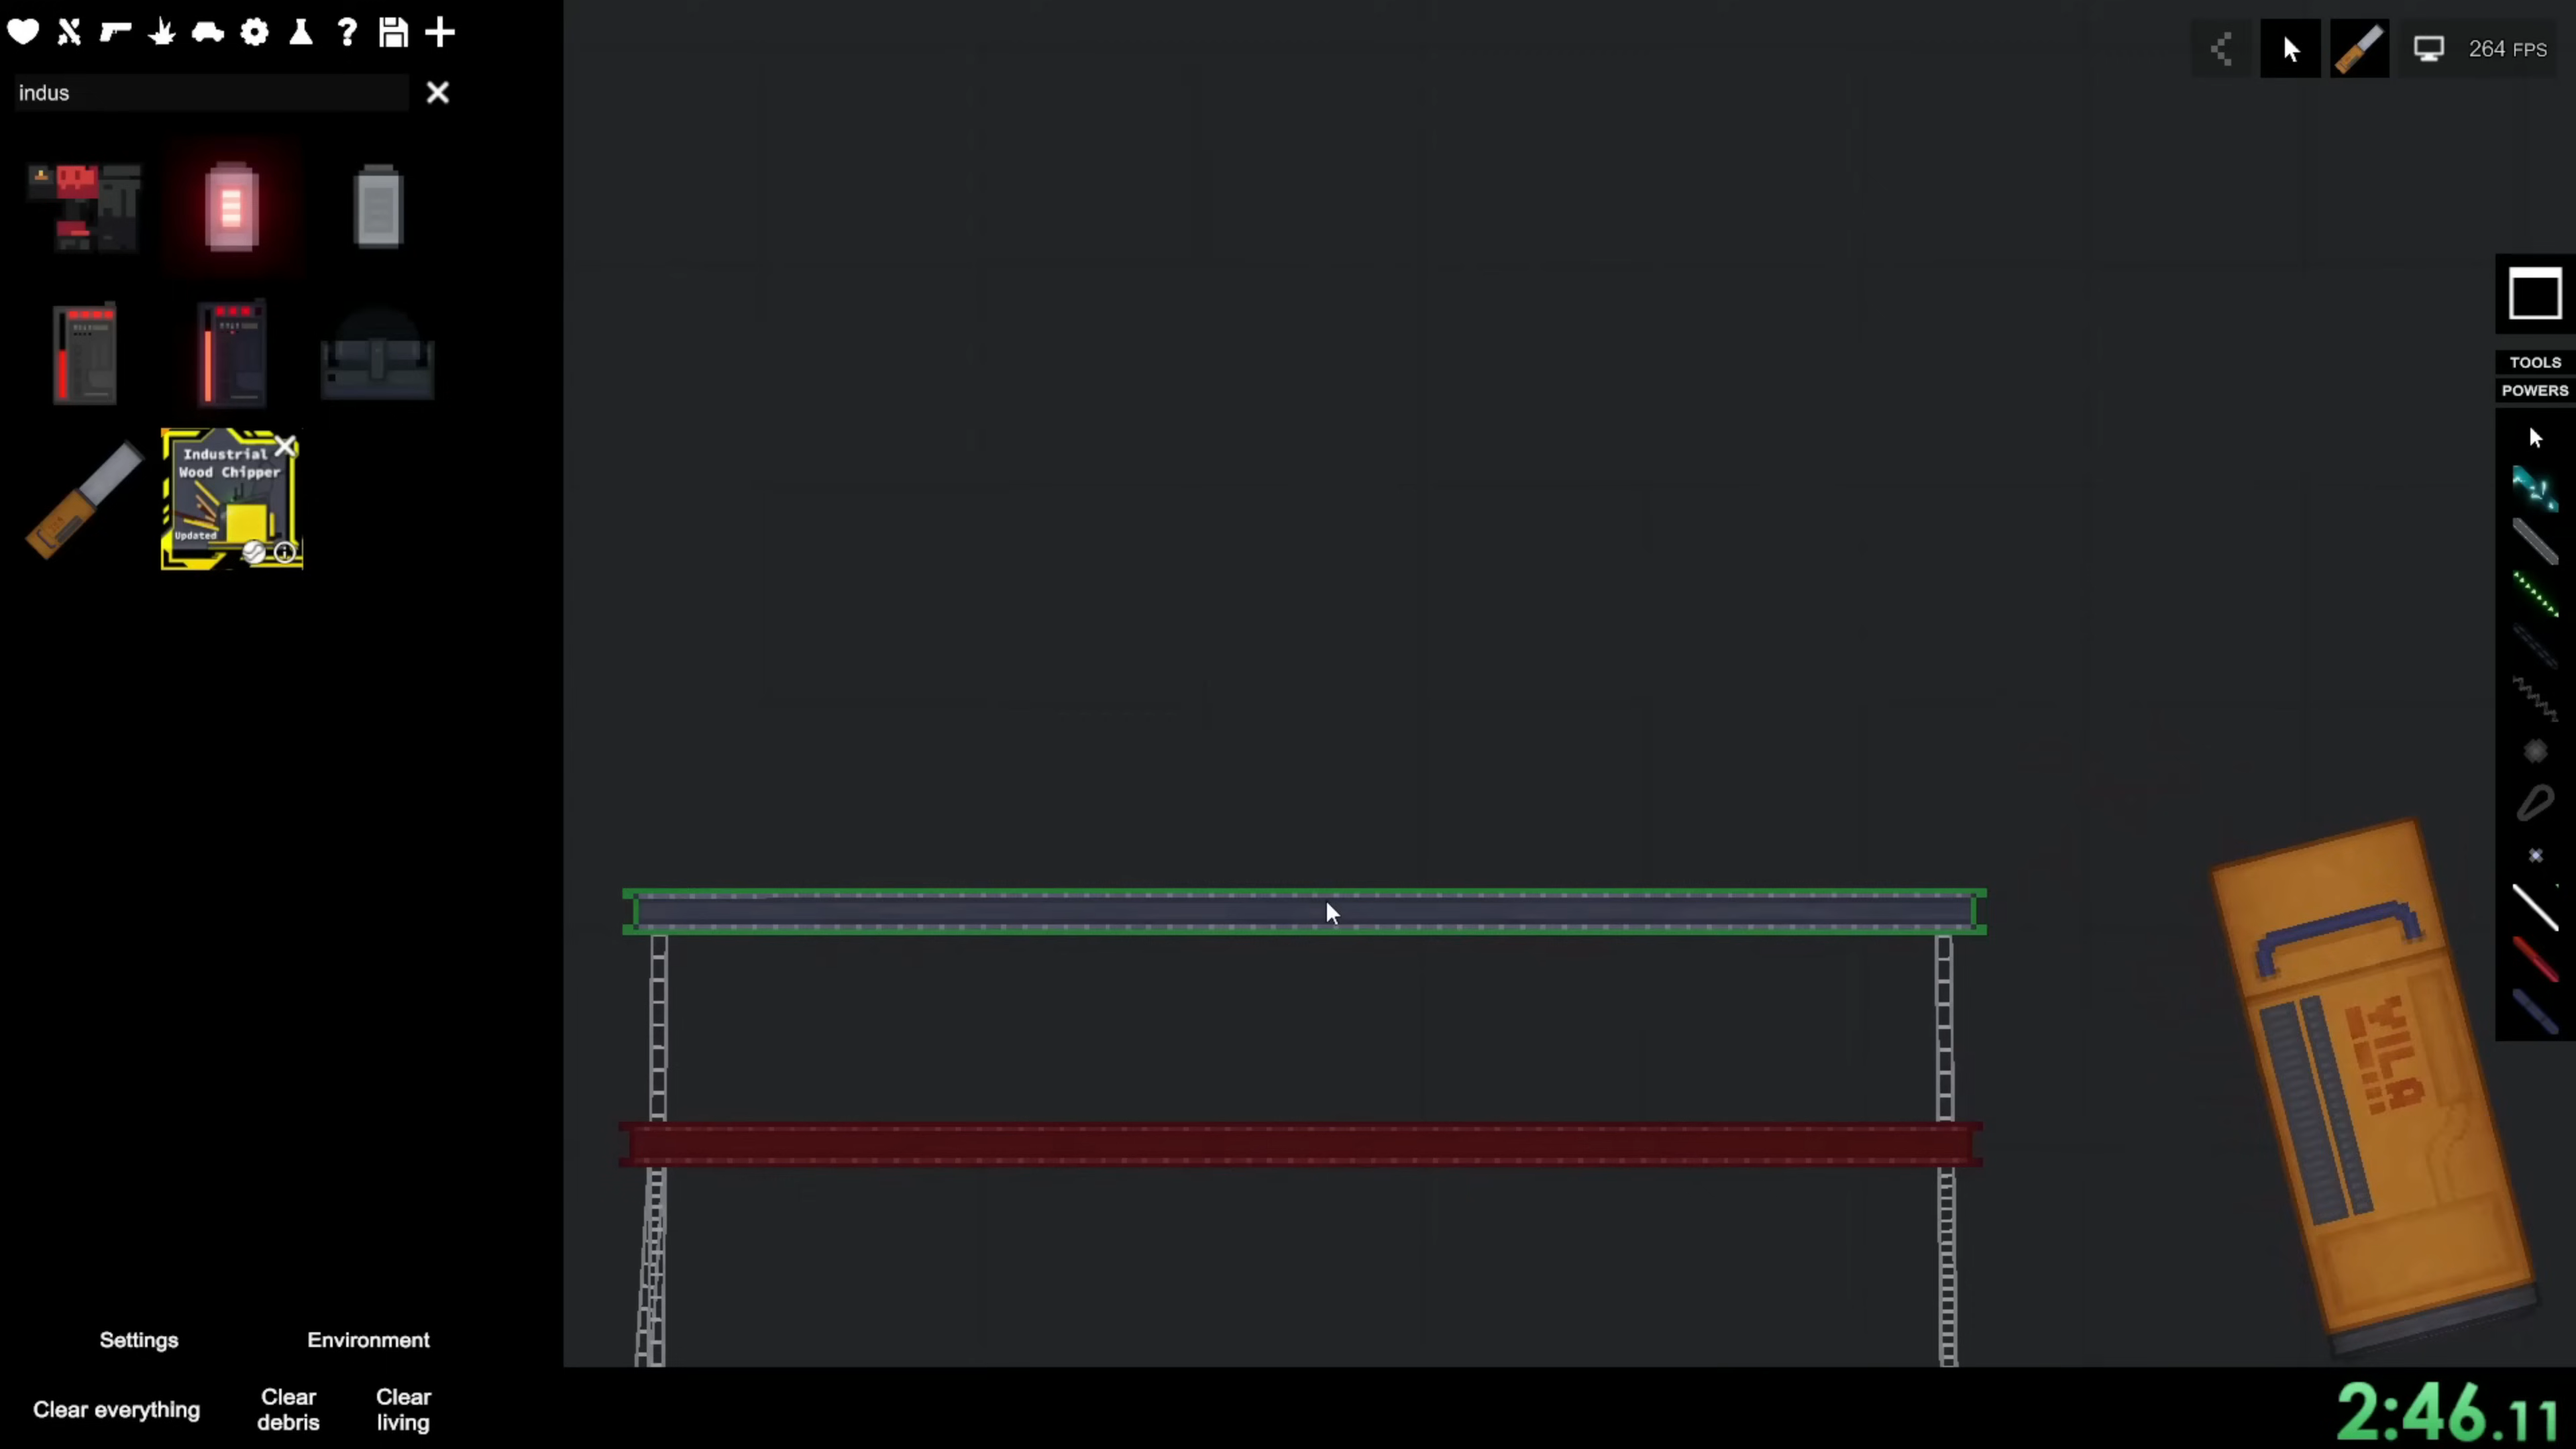 264 FPS
indus
Industrial
Wood Chipper
Updated
TOOLS
POWERS
Settings
Environment
Clear everything
Clear
debris
Clear
living
2:46.11